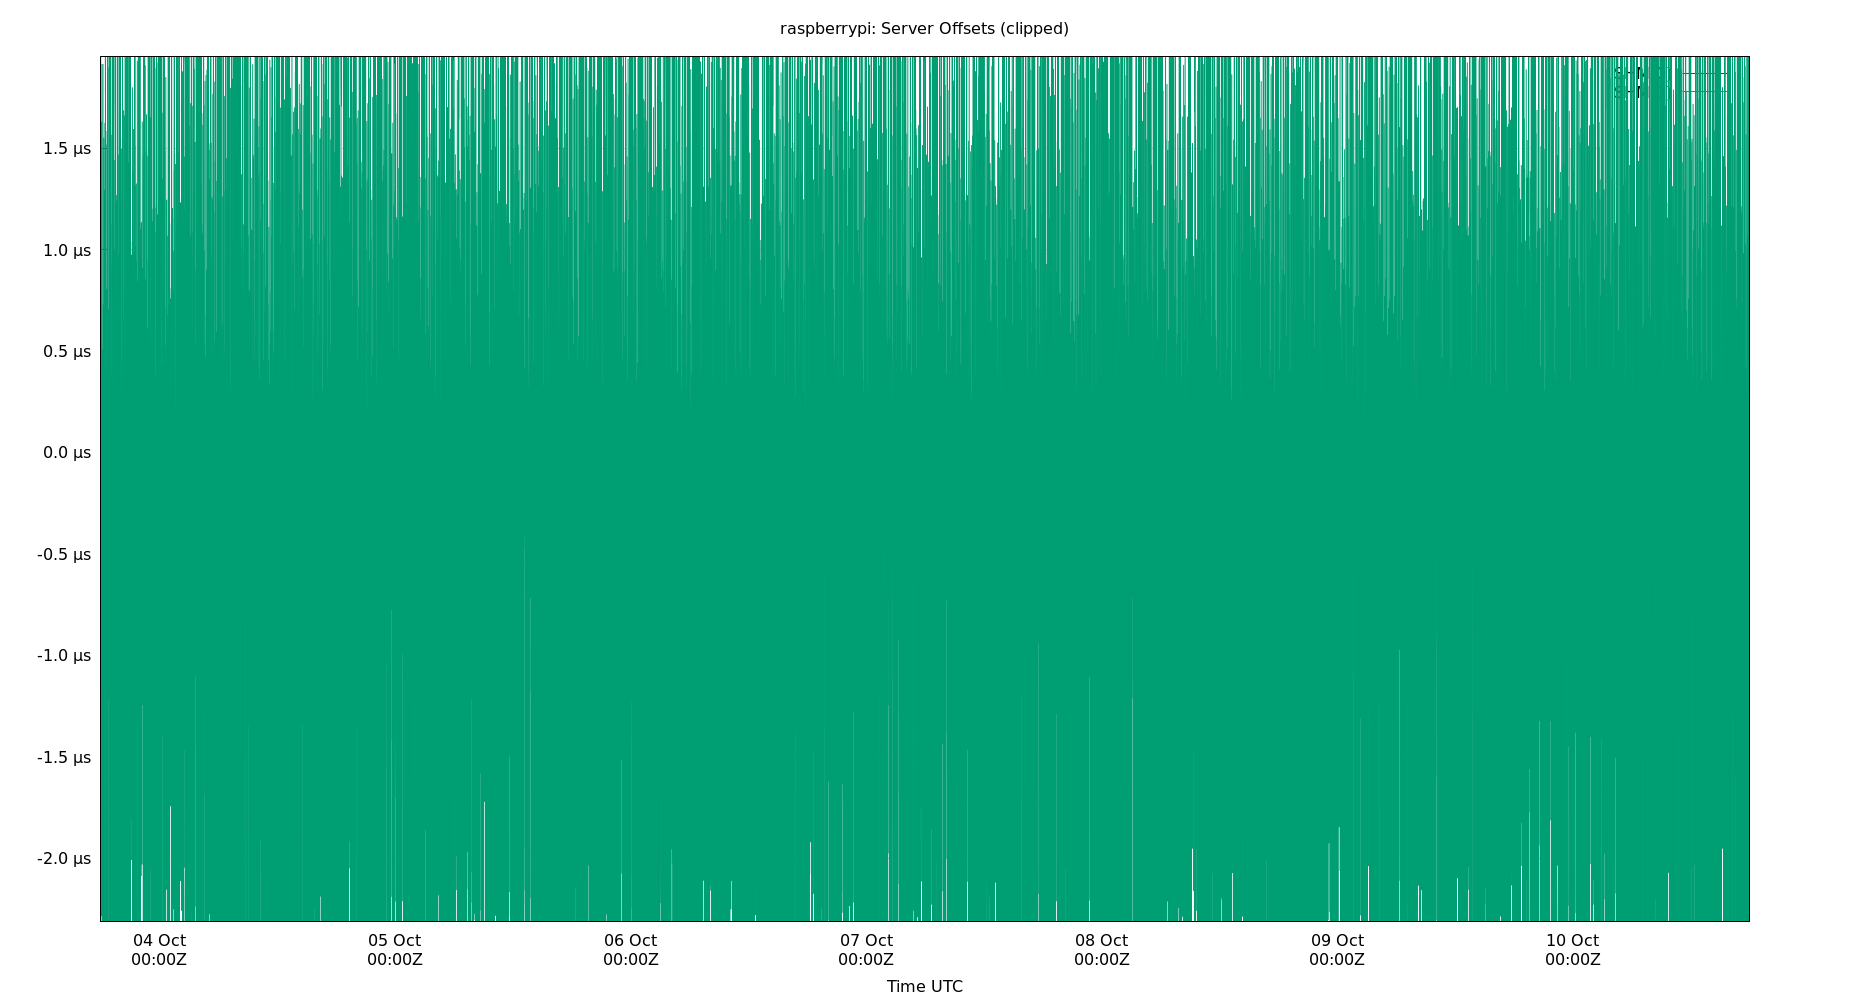 raspberrypi: Server Offsets (clipped)
1.5 µs
1.0 µs
0.5 µs
0.0 µs
-0.5 µs
-1.0 µs
-1.5 µs
-2.0 µs
04 Oct 05 Oct 06 Oct 07 Oct 08 Oct 09 Oct 10 Oct
00:00Z 00:00Z 00:00Z 00:00Z 00:00Z 00:00Z 00:00Z
Time UTC